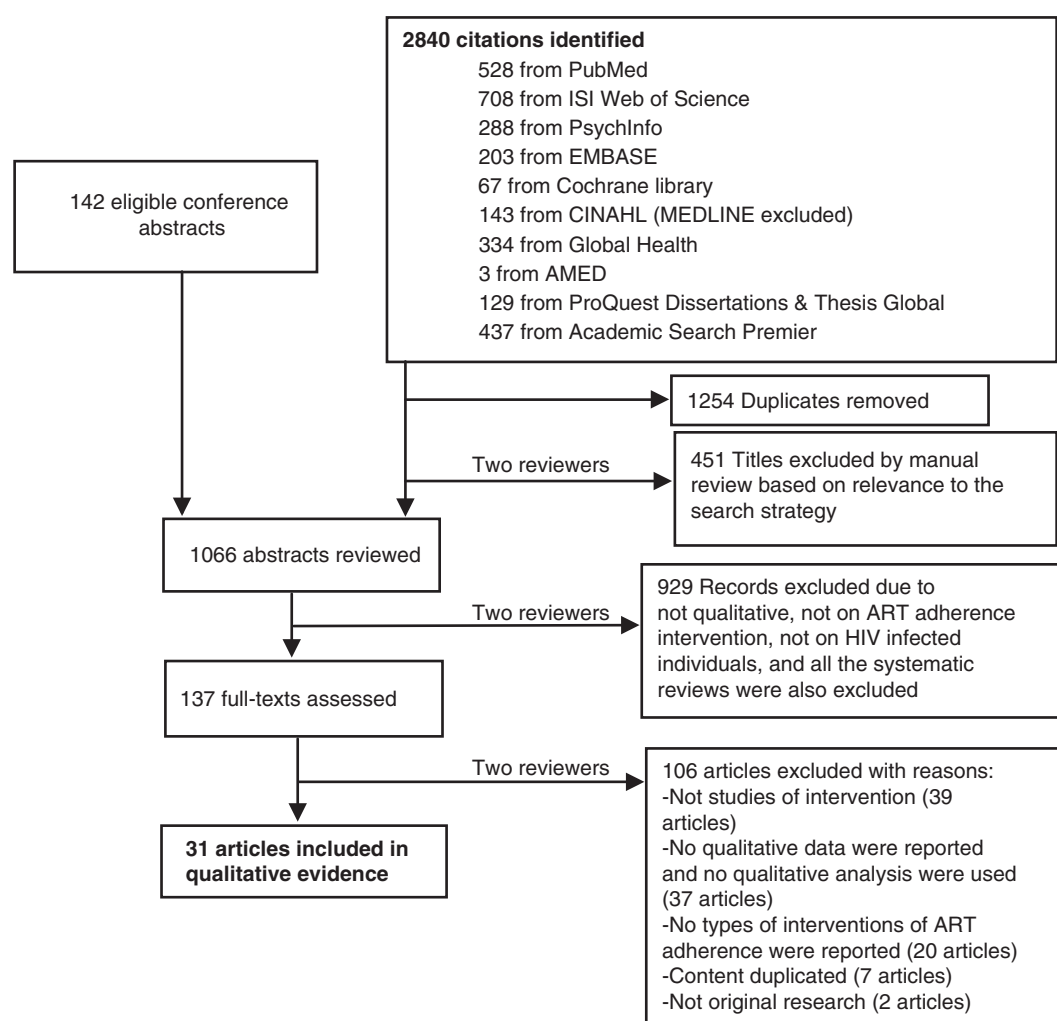 2840 citations identified
528 from PubMed
708 from ISI Web of Science
288 from PsychInfo
203 from EMBASE
67 from Cochrane library
143 from CINAHL (MEDLINE excluded)
334 from Global Health
3 from AMED
129 from ProQuest Dissertations & Thesis Global
437 from Academic Search Premier
142 eligible conference
abstracts
1254 Duplicates removed
Two reviewers
451 Titles excluded by manual
review based on relevance to the
search strategy
1066 abstracts reviewed
Two reviewers
929 Records excluded due to
not qualitative, not on ART adherence
intervention, not on HIV infected
individuals, and all the systematic
reviews were also excluded
137 full-texts assessed
Two reviewers
106 articles excluded with reasons:
-Not studies of intervention (39
articles)
-No qualitative data were reported
and no qualitative analysis were used
(37 articles)
-No types of interventions of ART
adherence were reported (20 articles)
-Content duplicated (7 articles)
-Not original research (2 articles)
31 articles included in
qualitative evidence